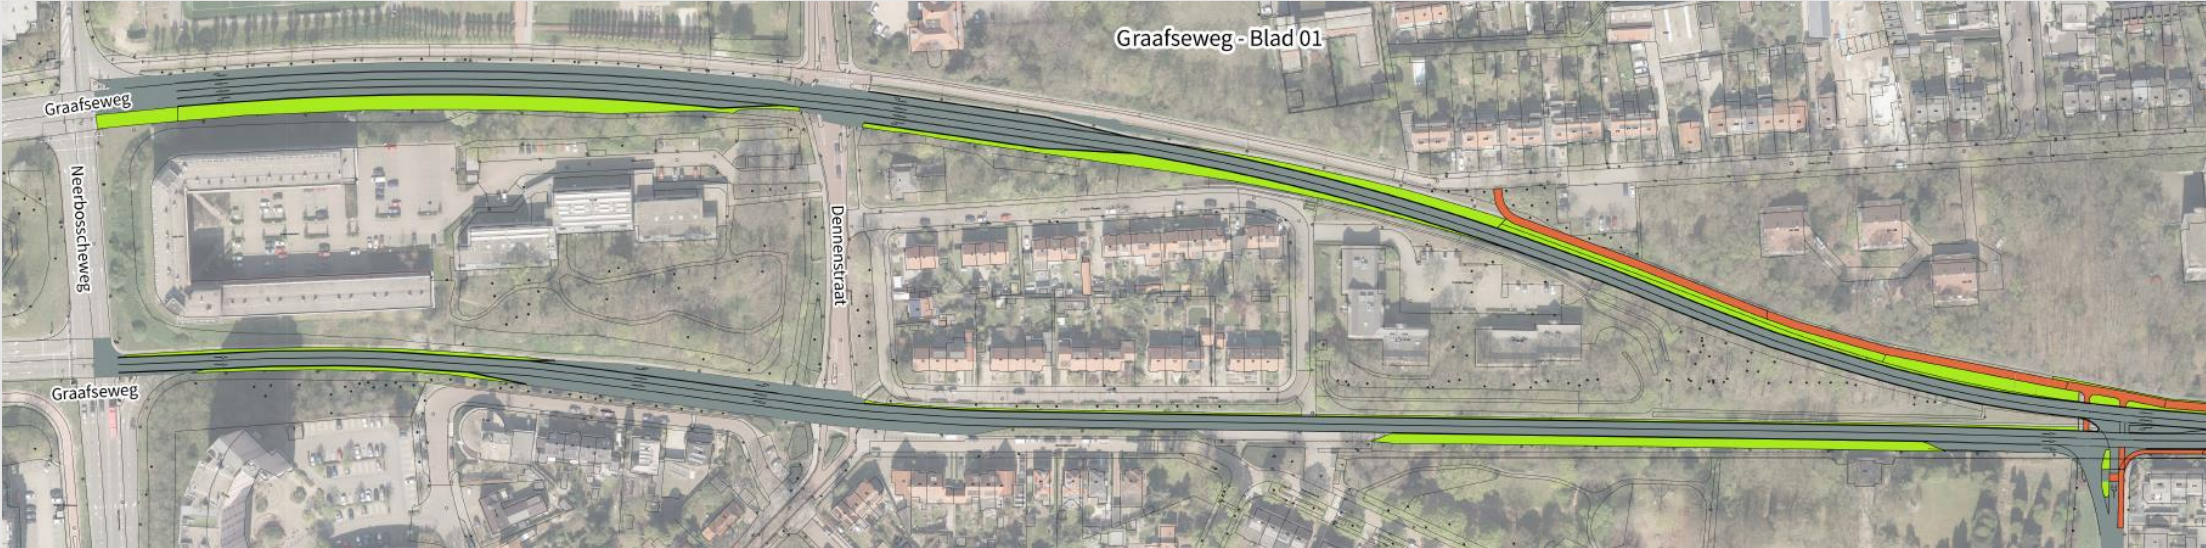 Graafseweg - Blad 01
Graafseweg
Neerbosscheweg
Dennenstraat
Graafseweg